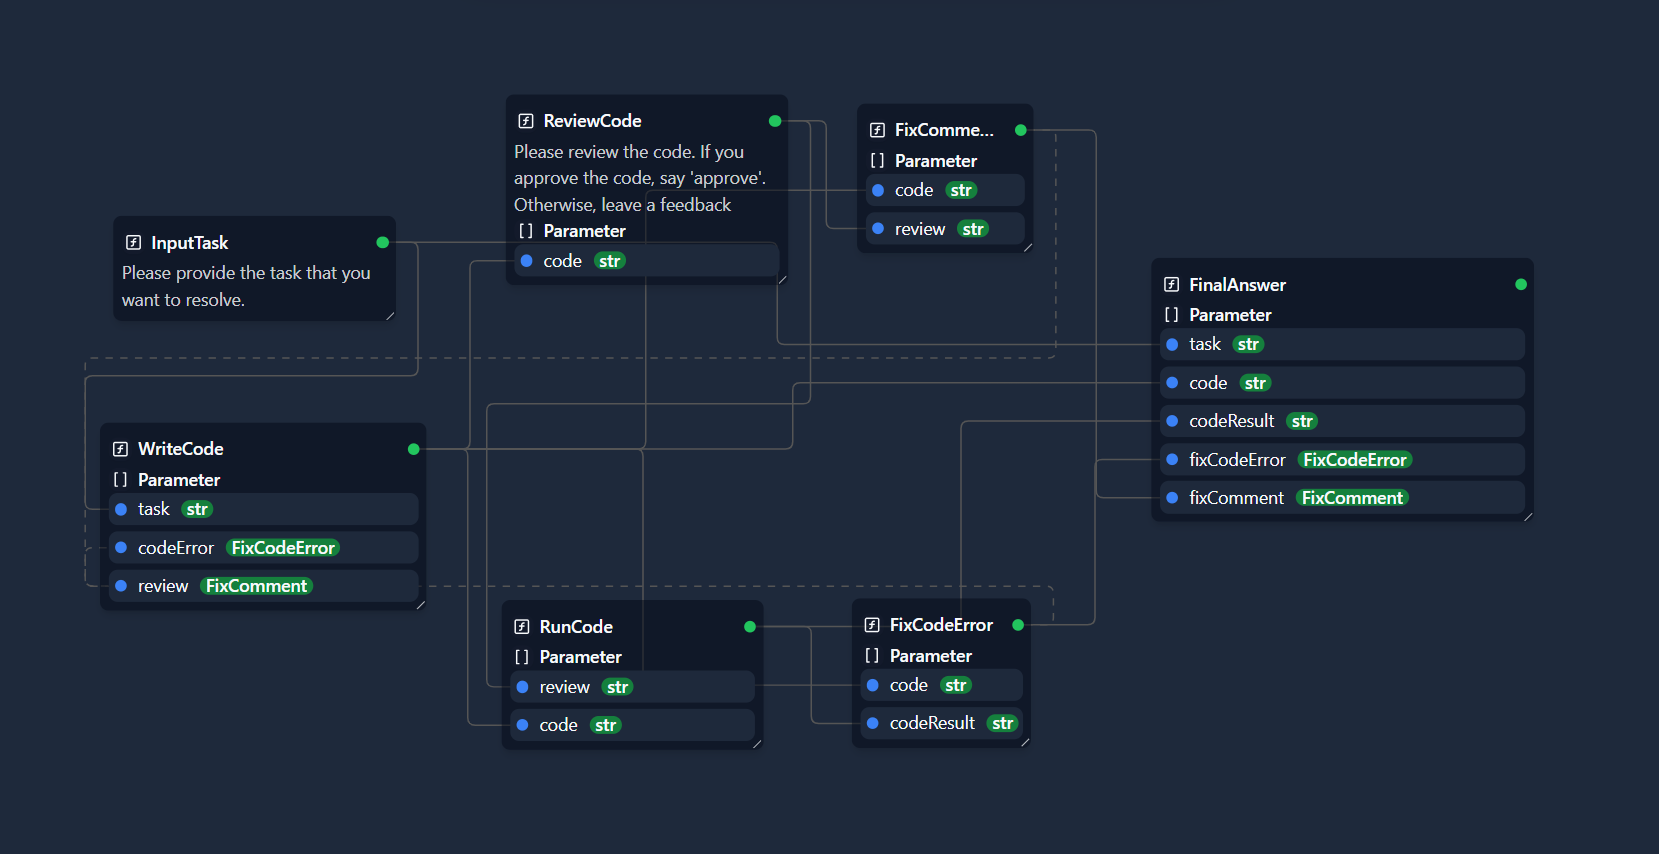 InputTask
Please provide the task that you
want to resolve.
ReviewCode
Please review the code. If you
approve the code, say 'approve'.
Otherwise, leave a feedback
[] Parameter
code str
FixComme...
[] Parameter
code str
review str
FinalAnswer
[] Parameter
task str
code str
codeResult str
fixCodeError FixCodeError
fixComment FixComment
WriteCode
[] Parameter
task str
codeError FixCodeError
review FixComment
RunCode
[] Parameter
review str
code str
FixCodeError
[] Parameter
code str
codeResult str